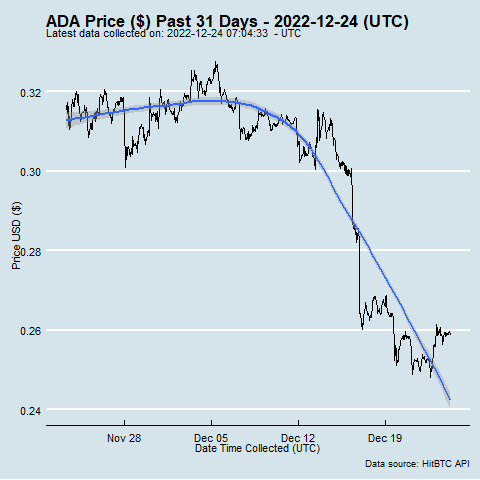 ADA Price ($) Past 31 Days - 2022-12-24 (UTC)
Latest data collected on: 2022-12-24 07:04:33  - UTC
0.32
0.30
0.28
0.26
0.24
Price USD ($)
Nov 28
Dec 05
Dec 12
Dec 19
Date Time Collected (UTC)
Data source: HitBTC API